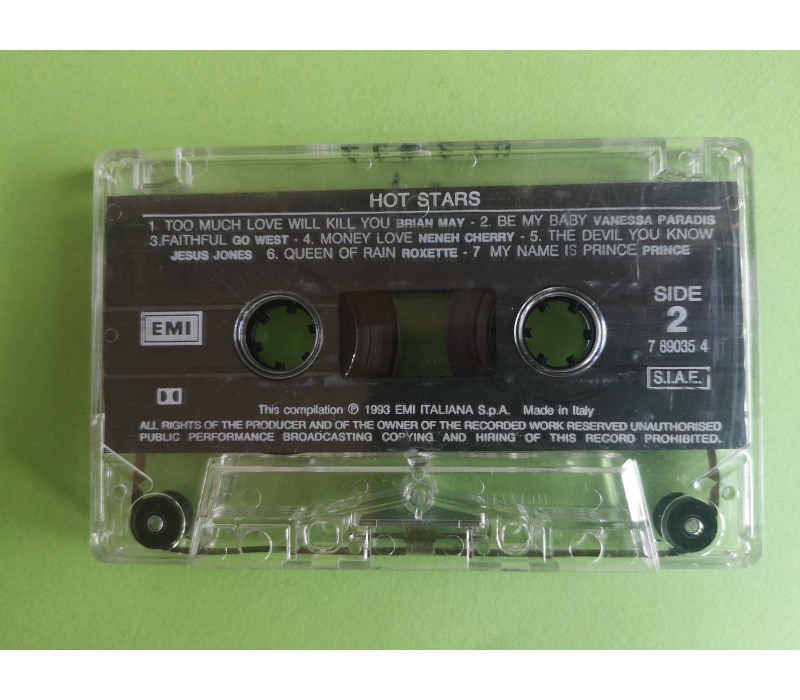 HOT STARS
1. TOO MUCH LOVE WILL KILL YOU BRIAN MAY - 2. BE MY BABY VANESSA PARADIS
3.FAITHFUL GO WEST - 4. MONEY LOVE NENEH CHERRY - 5. THE DEVIL YOU KNOW
JESUS JONES 6. QUEEN OF RAIN ROXETTE - 7 MY NAME IS PRINCE PRINCE
EMI
SIDE
2
7 89035 4
S.I.A.E.
This compilation ℗ 1993 EMI ITALIANA S.p.A. Made in Italy
ALL RIGHTS OF THE PRODUCER AND OF THE OWNER OF THE RECORDED WORK RESERVED UNAUTHORISED
PUBLIC PERFORMANCE BROADCASTING COPYING AND HIRING OF THIS RECORD PROHIBITED.